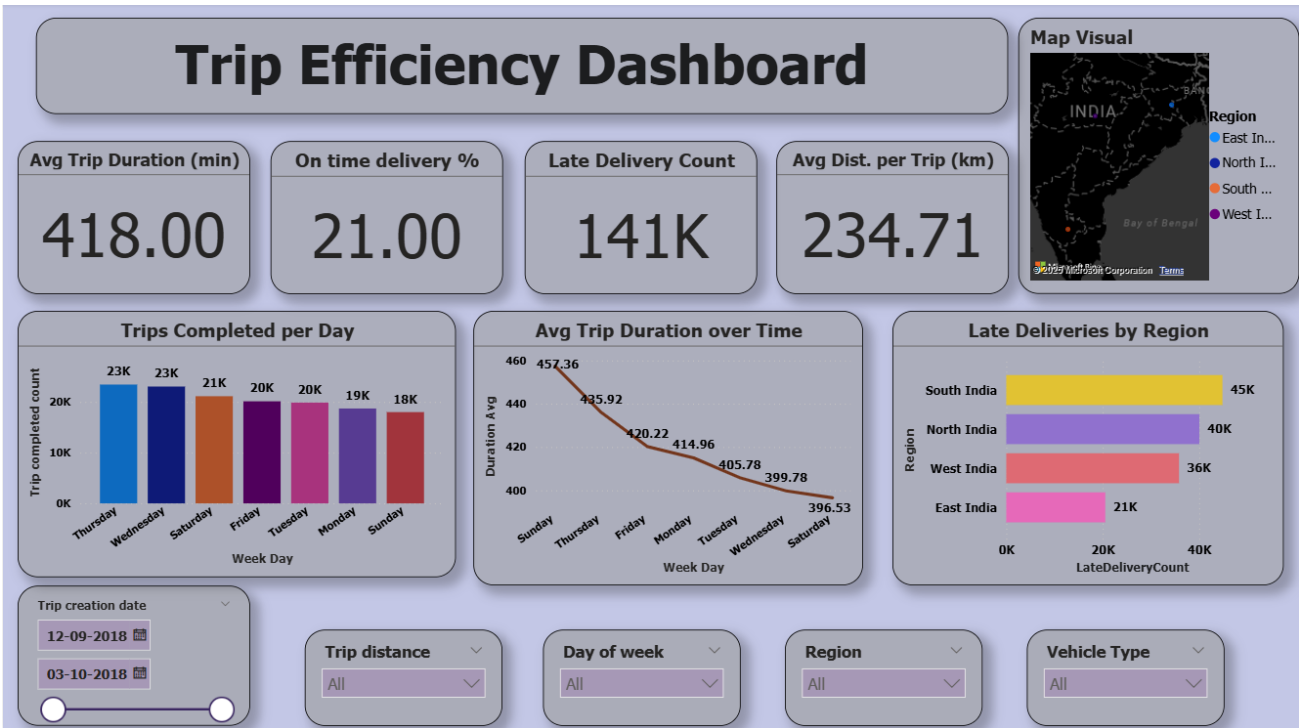 Trip Efficiency Dashboard
Map Visual
INDIA
BAN
Bay of Bengal
© 2025 Microsoft Corporation Terms
Region
East In...
North I...
South ...
West I...
Avg Trip Duration (min)
418.00
On time delivery %
21.00
Late Delivery Count
141K
Avg Dist. per Trip (km)
234.71
Trips Completed per Day
Trip completed count
20K
10K
0K
23K
23K
21K
20K
20K
19K
18K
Thursday
Wednesday
Saturday
Friday
Tuesday
Monday
Sunday
Week Day
Avg Trip Duration over Time
Duration Avg
460
440
420
400
457.36
435.92
420.22
414.96
405.78
399.78
396.53
Sunday
Thursday
Friday
Monday
Tuesday
Wednesday
Saturday
Week Day
Late Deliveries by Region
Region
South India
45K
North India
40K
West India
36K
East India
21K
0K
20K
40K
LateDeliveryCount
Trip creation date
12-09-2018
03-10-2018
Trip distance
All
Day of week
All
Region
All
Vehicle Type
All